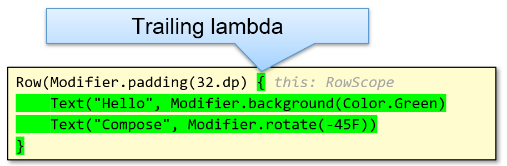 Trailing lambda
Row(Modifier.padding(32.dp) { this: RowScope
    Text("Hello", Modifier.background(Color.Green)
    Text("Compose", Modifier.rotate(-45F))
}